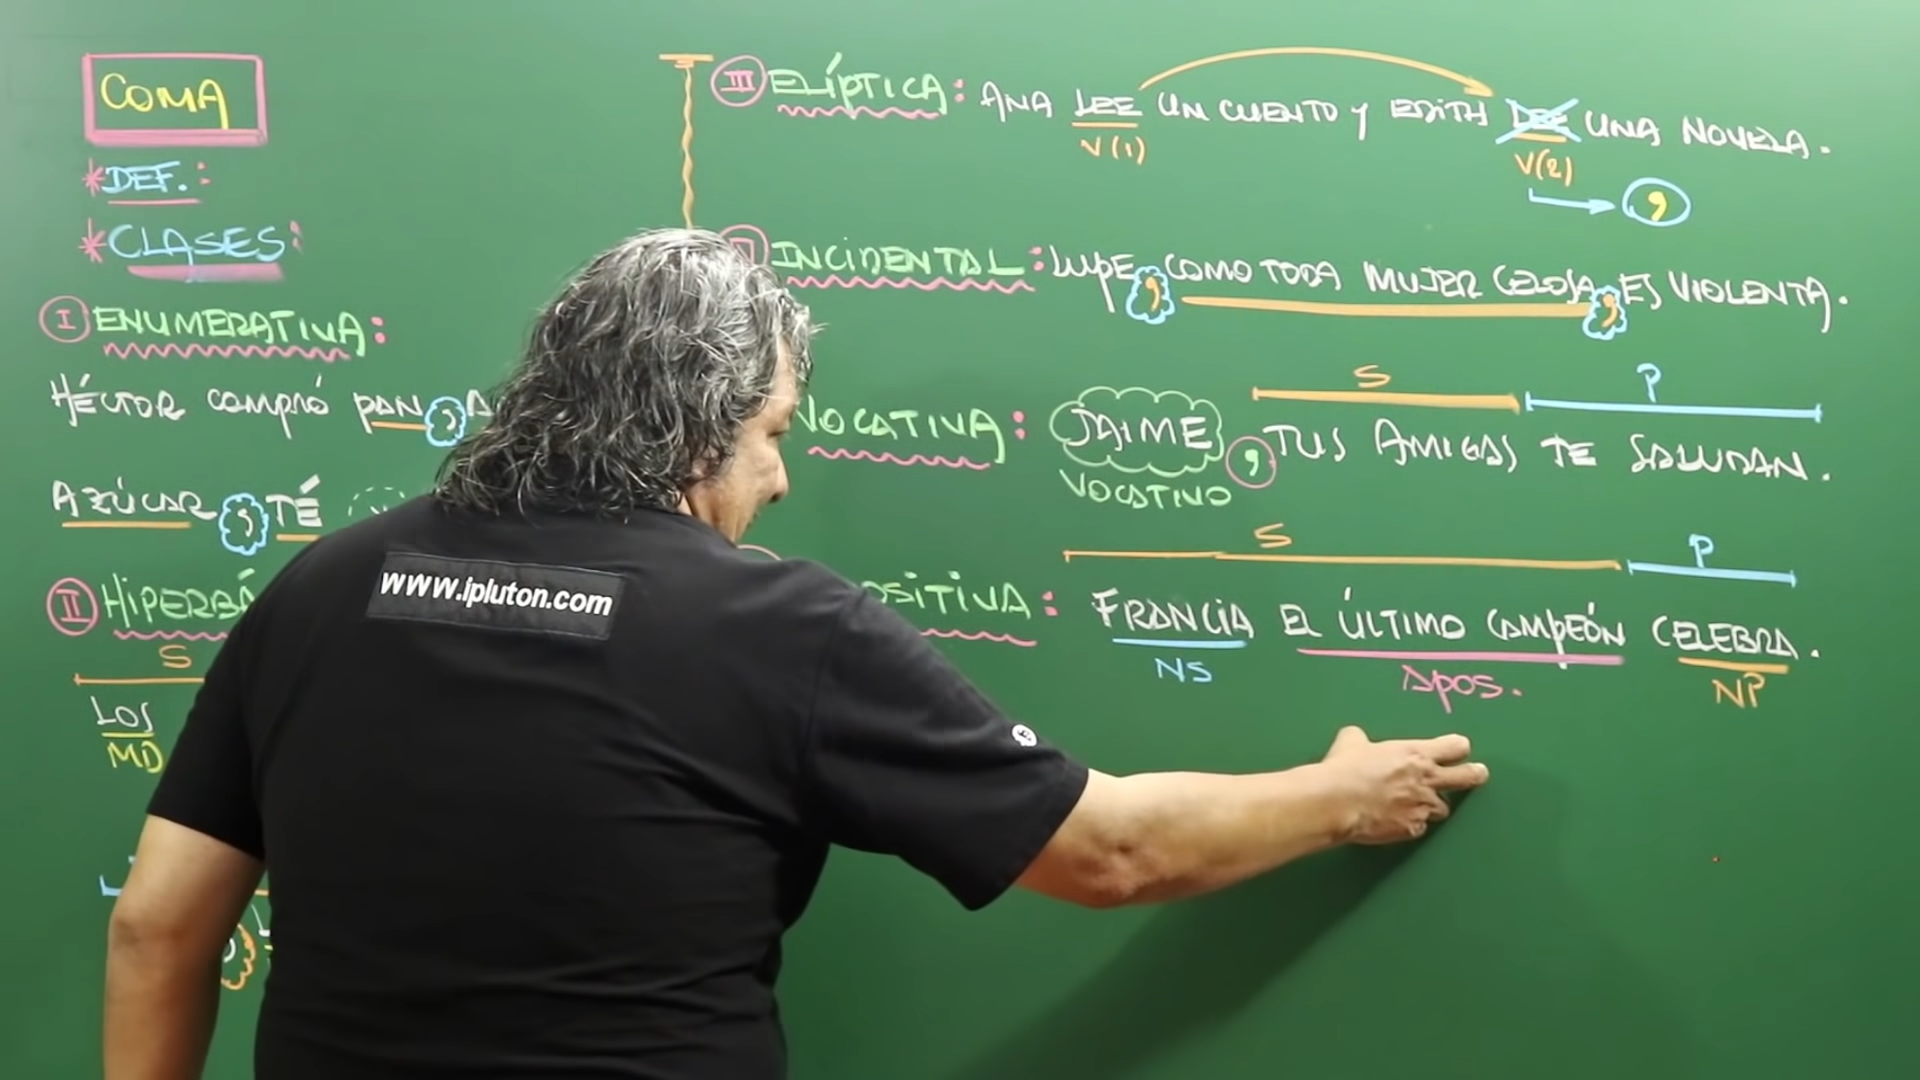 COMA
*DEF.:
*CLASES:
I ENUMERATIVA:
HÉCTOR COMPRÓ PAN,
AZÚCAR, TÉ
II HIPERBÁ
S
LOS
MD
III ELÍPTICA: ANA LEE UN CUENTO Y EDITH LEE UNA NOVELA.
V(1) V(2)
,
INCIDENTAL: LUPE, COMO TODA MUJER CELOSA, ES VIOLENTA.
S P
VOCATIVA: JAIME, TUS AMIGAS TE SALUDAN.
VOCATIVO
S P
OSITIVA: FRANCIA EL ÚLTIMO CAMPEÓN CELEBRA.
NS APOS. NP
www.ipluton.com